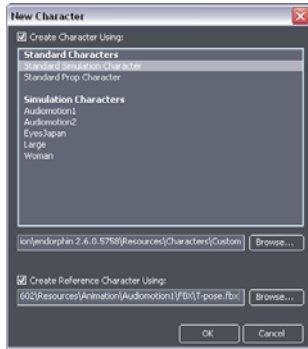 New Character
Create Character Using:
Standard Characters
Standard Simulation Character
Standard Prop Character
Simulation Characters
Audiomotion1
Audiomotion2
EyesJapan
Large
Woman
ion\endorphin 2.6.0.5758\Resources\Characters\Custom
Browse...
Create Reference Character Using:
602\Resources\Animation\Audiomotion1\FBX\T-pose.fbx
Browse...
OK
Cancel